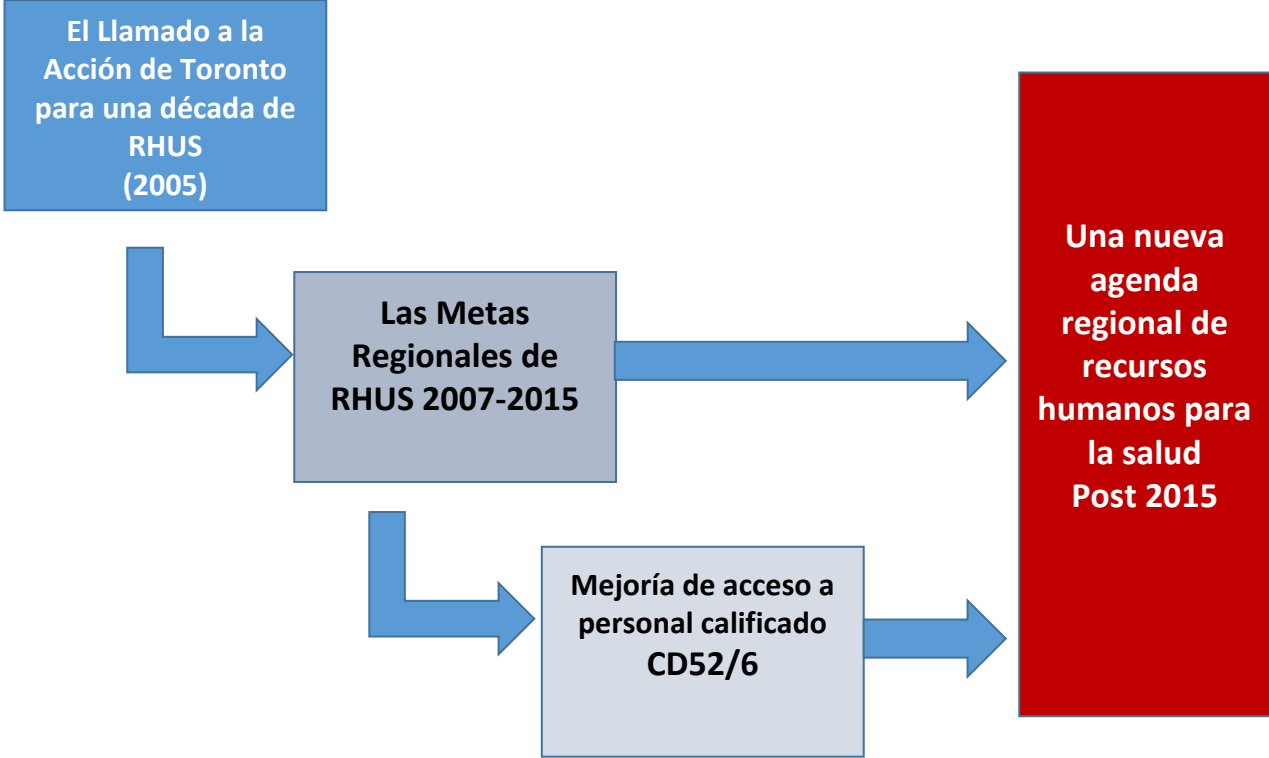 El Llamado a la
Acción de Toronto
para una década de
RHUS
(2005)
Las Metas
Regionales de
RHUS 2007-2015
Mejoría de acceso a
personal calificado
CD52/6
Una nueva
agenda
regional de
recursos
humanos para
la salud
Post 2015